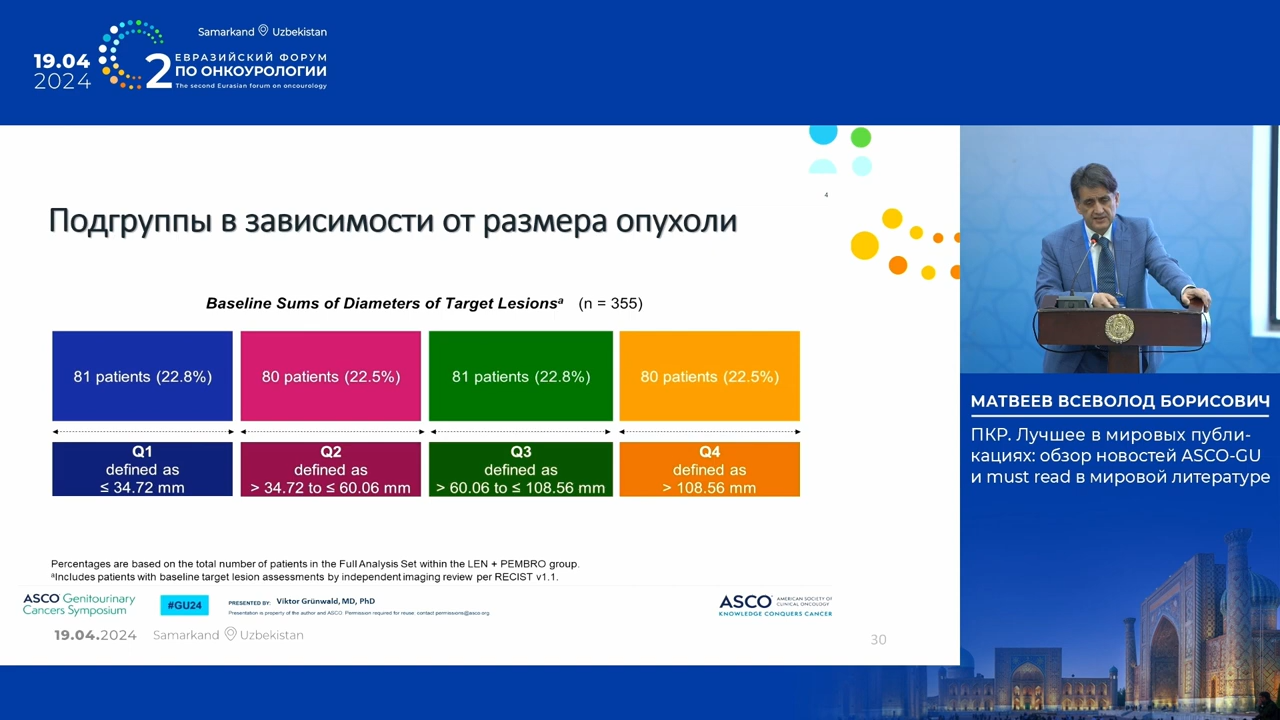 Samarkand Uzbekistan
19.04
2024
2
ЕВРАЗИЙСКИЙ ФОРУМ
ПО ОНКОУРОЛОГИИ
The second Eurasian forum on oncourology
4
Подгруппы в зависимости от размера опухоли
Baseline Sums of Diameters of Target Lesionsᵃ (n = 355)
81 patients (22.8%)
80 patients (22.5%)
81 patients (22.8%)
80 patients (22.5%)
Q1
defined as
≤ 34.72 mm
Q2
defined as
> 34.72 to ≤ 60.06 mm
Q3
defined as
> 60.06 to ≤ 108.56 mm
Q4
defined as
> 108.56 mm
Percentages are based on the total number of patients in the Full Analysis Set within the LEN + PEMBRO group.
ᵃIncludes patients with baseline target lesion assessments by independent imaging review per RECIST v1.1.
ASCO Genitourinary
Cancers Symposium
#GU24
PRESENTED BY: Viktor Grünwald, MD, PhD
Presentation is property of the author and ASCO. Permission required for reuse; contact permissions@asco.org
ASCO AMERICAN SOCIETY OF
CLINICAL ONCOLOGY
KNOWLEDGE CONQUERS CANCER
19.04.2024 Samarkand Uzbekistan
30
МАТВЕЕВ ВСЕВОЛОД БОРИСОВИЧ
ПКР. Лучшее в мировых публи-
кациях: обзор новостей ASCO-GU
и must read в мировой литературе